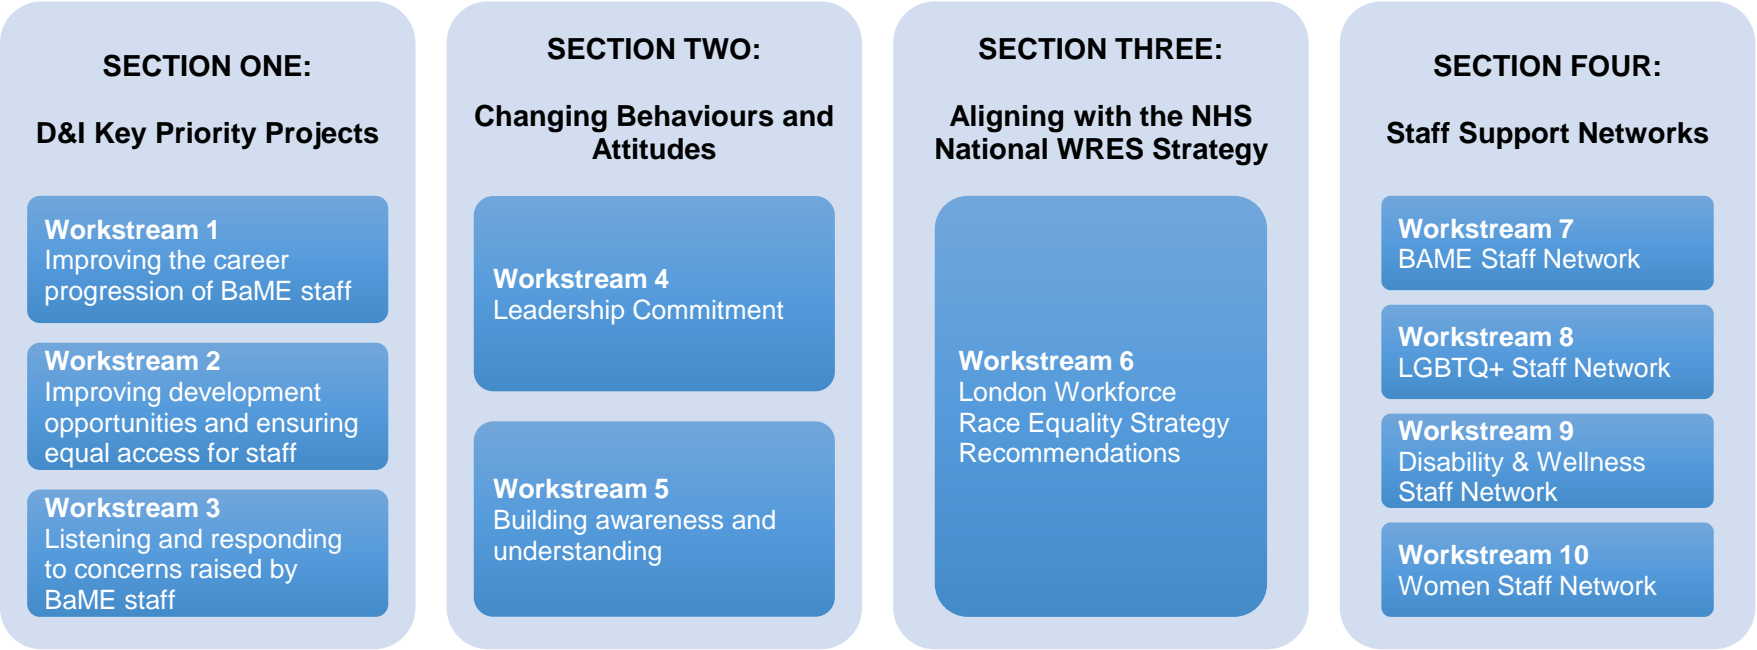 SECTION ONE:
D&I Key Priority Projects
Workstream 1
Improving the career
progression of BaME staff
Workstream 2
Improving development
opportunities and ensuring
equal access for staff
Workstream 3
Listening and responding
to concerns raised by
BaME staff
SECTION TWO:
Changing Behaviours and
Attitudes
Workstream 4
Leadership Commitment
Workstream 5
Building awareness and
understanding
SECTION THREE:
Aligning with the NHS
National WRES Strategy
Workstream 6
London Workforce
Race Equality Strategy
Recommendations
SECTION FOUR:
Staff Support Networks
Workstream 7
BAME Staff Network
Workstream 8
LGBTQ+ Staff Network
Workstream 9
Disability & Wellness
Staff Network
Workstream 10
Women Staff Network